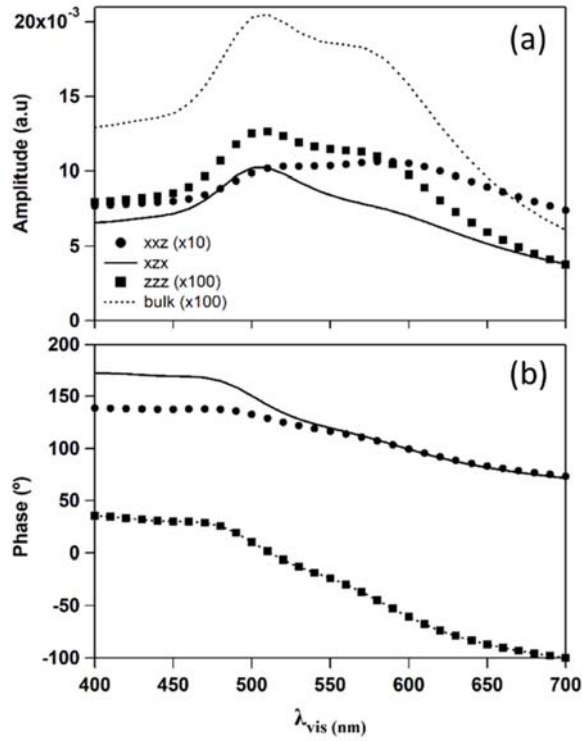 20x10⁻³
(a)
15
Amplitude (a.u)
10
5
0
xxz (x10)
xzx
zzz (x100)
bulk (x100)
200
(b)
150
100
Phase (º)
50
0
-50
-100
400 450 500 550 600 650 700
λvis (nm)